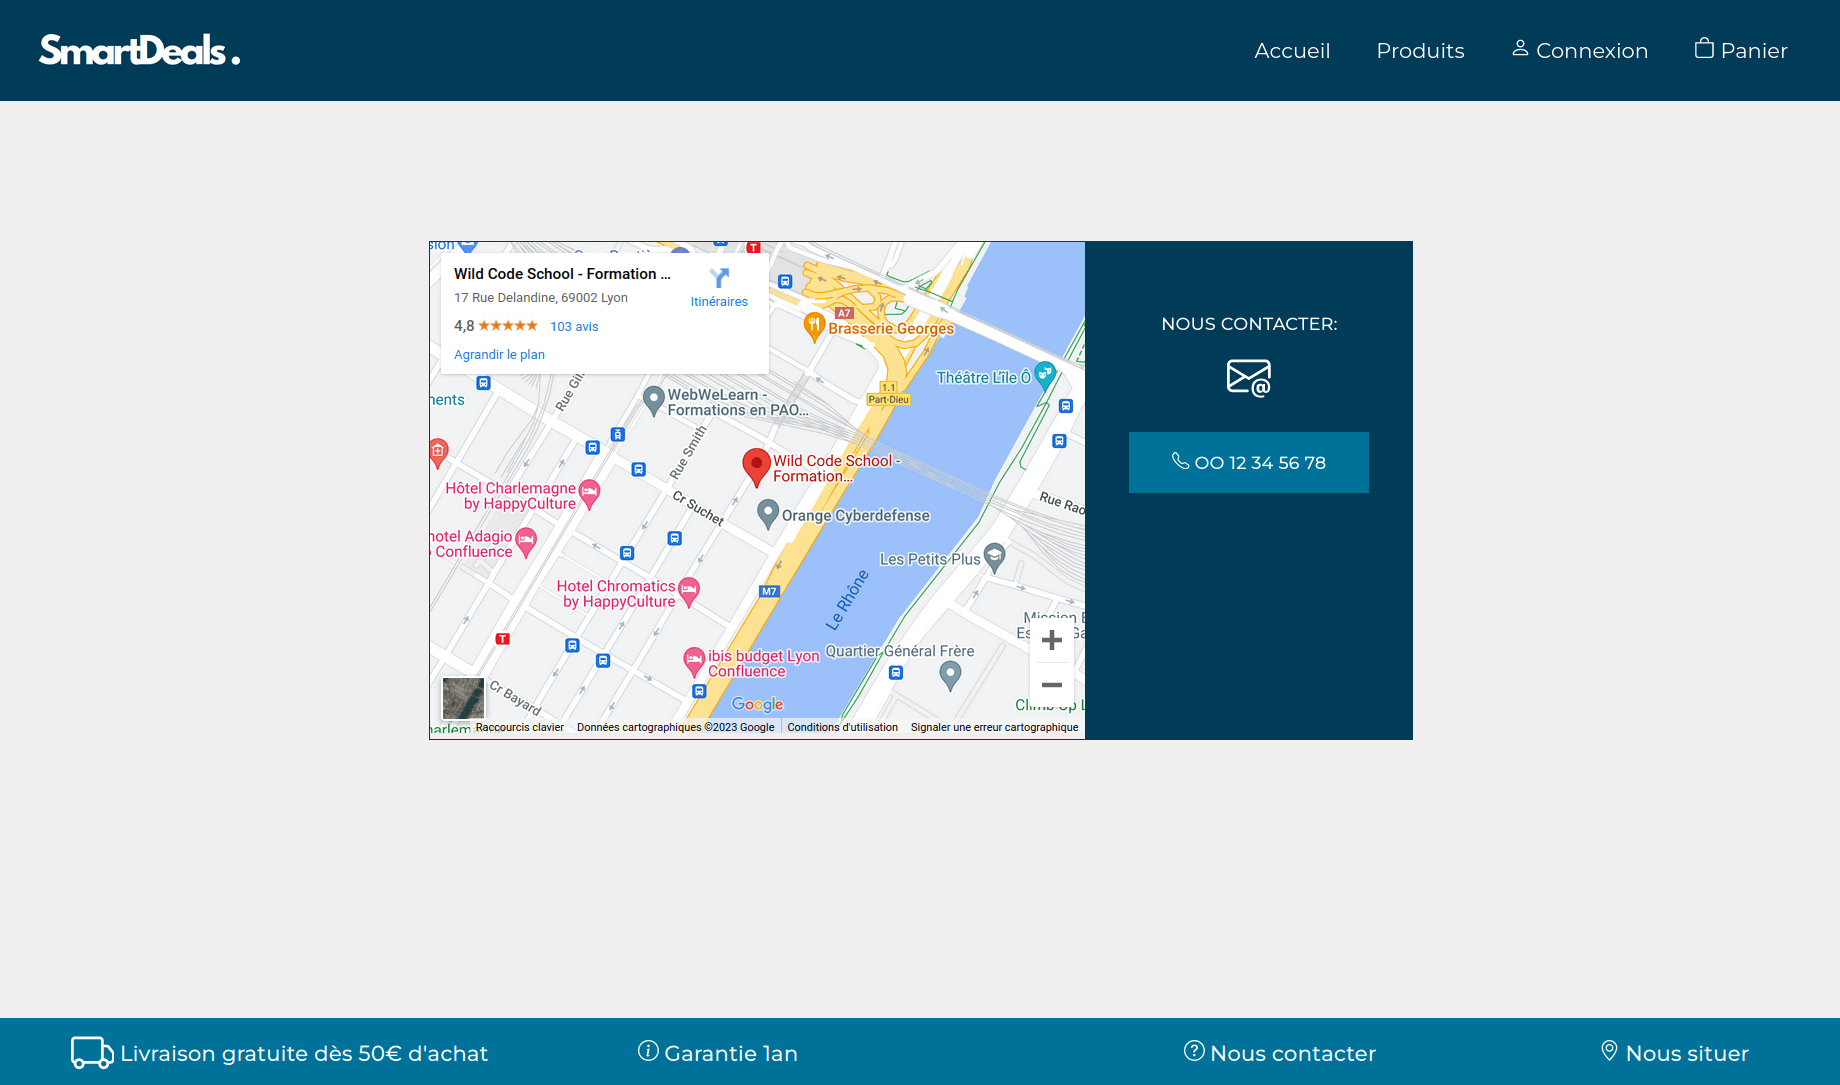 SmartDeals.
Accueil
Produits
Connexion
Panier
Wild Code School - Formation ...
17 Rue Delandine, 69002 Lyon
4,8
103 avis
Agrandir le plan
Itinéraires
A7
Brasserie Georges
Théâtre L'île Ô
1.1
Part-Dieu
WebWeLearn -
Formations en PAO...
Rue Smith
Wild Code School -
Formation...
Hôtel Charlemagne
by HappyCulture
Cr Suchet
Orange Cyberdefense
Rue Rao
hotel Adagio
Confluence
Les Petits Plus
Hotel Chromatics
by HappyCulture
M7
Le Rhône
T
Quartier Général Frère
ibis budget Lyon
Confluence
Cr Bayard
Google
Raccourcis clavier
Données cartographiques ©2023 Google
Conditions d'utilisation
Signaler une erreur cartographique
NOUS CONTACTER:
OO 12 34 56 78
Livraison gratuite dès 50€ d'achat
Garantie 1an
Nous contacter
Nous situer